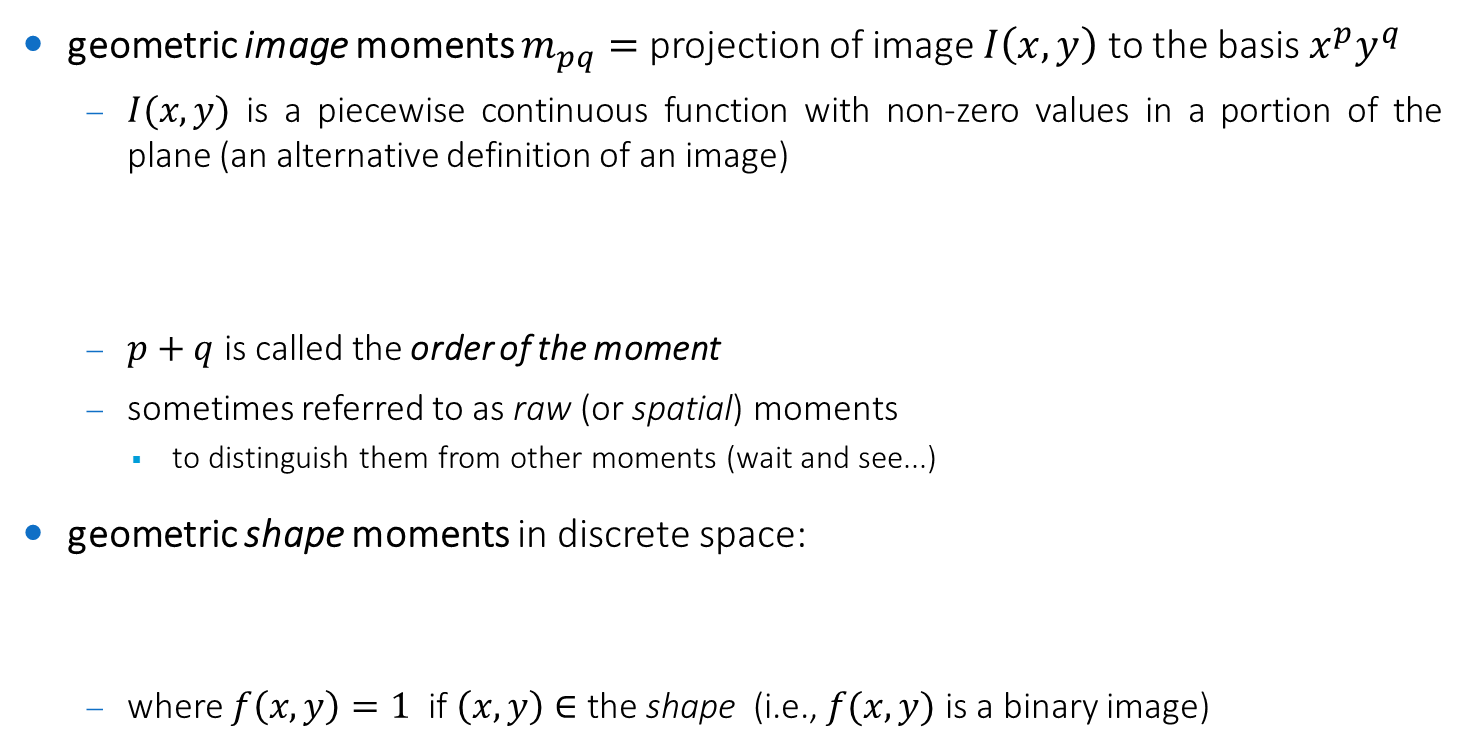 • geometric image moments m_pq = projection of image I(x, y) to the basis x^p y^q
– I(x, y) is a piecewise continuous function with non-zero values in a portion of the
plane (an alternative definition of an image)
– p + q is called the order of the moment
– sometimes referred to as raw (or spatial) moments
▪ to distinguish them from other moments (wait and see...)
• geometric shape moments in discrete space:
– where f(x, y) = 1 if (x, y) ∈ the shape (i.e., f(x, y) is a binary image)